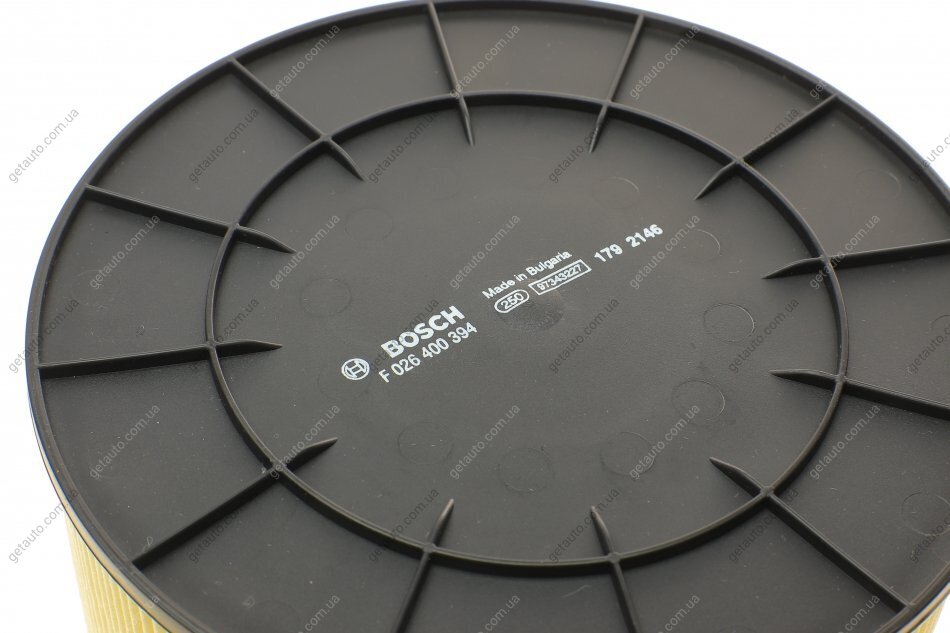 BOSCH
F 026 400 394
Made in Bulgaria
250 97343227 179 2146
getauto.com.ua